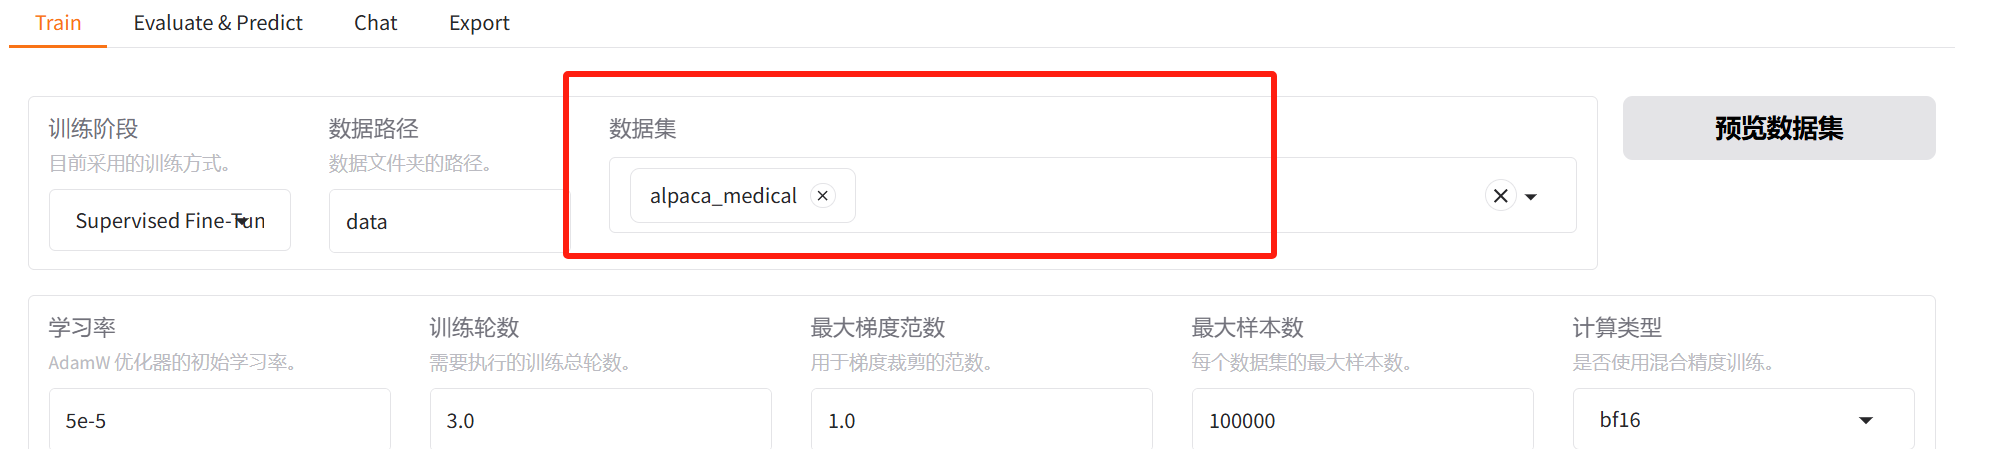 Train Evaluate & Predict Chat Export
训练阶段 数据路径 数据集 预览数据集
目前采用的训练方式。 数据文件夹的路径。
alpaca_medical
Supervised Fine-Tun data
学习率 训练轮数 最大梯度范数 最大样本数 计算类型
AdamW 优化器的初始学习率。 需要执行的训练总轮数。 用于梯度裁剪的范数。 每个数据集的最大样本数。 是否使用混合精度训练。
5e-5 3.0 1.0 100000 bf16